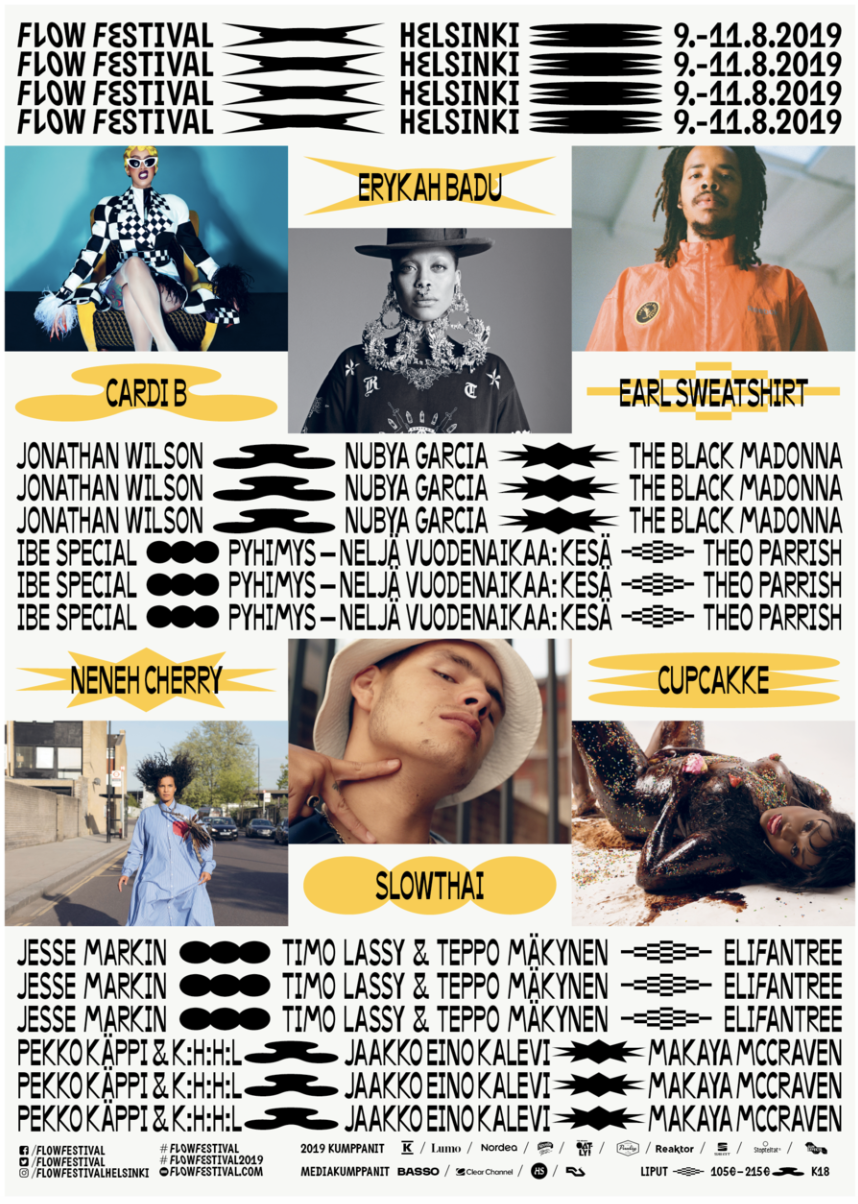 FLOW FESTIVAL HELSINKI 9.-11.8.2019
FLOW FESTIVAL HELSINKI 9.-11.8.2019
FLOW FESTIVAL HELSINKI 9.-11.8.2019
FLOW FESTIVAL HELSINKI 9.-11.8.2019
ERYKAH BADU
CARDI B
EARL SWEATSHIRT
JONATHAN WILSON NUBYA GARCIA THE BLACK MADONNA
JONATHAN WILSON NUBYA GARCIA THE BLACK MADONNA
JONATHAN WILSON NUBYA GARCIA THE BLACK MADONNA
IBE SPECIAL PYHIMYS – NELJÄ VUODENAIKAA: KESÄ THEO PARRISH
IBE SPECIAL PYHIMYS – NELJÄ VUODENAIKAA: KESÄ THEO PARRISH
IBE SPECIAL PYHIMYS – NELJÄ VUODENAIKAA: KESÄ THEO PARRISH
NENEH CHERRY
CUPCAKKE
SLOWTHAI
JESSE MARKIN TIMO LASSY & TEPPO MÄKYNEN ELIFANTREE
JESSE MARKIN TIMO LASSY & TEPPO MÄKYNEN ELIFANTREE
JESSE MARKIN TIMO LASSY & TEPPO MÄKYNEN ELIFANTREE
PEKKO KÄPPI & K:H:H:L JAAKKO EINO KALEVI MAKAYA MCCRAVEN
PEKKO KÄPPI & K:H:H:L JAAKKO EINO KALEVI MAKAYA MCCRAVEN
PEKKO KÄPPI & K:H:H:L JAAKKO EINO KALEVI MAKAYA MCCRAVEN
/FLOWFESTIVAL
/FLOWFESTIVAL
/FLOWFESTIVALHELSINKI
#FLOWFESTIVAL
#FLOWFESTIVAL2019
FLOWFESTIVAL.COM
2019 KUMPPANIT K / Lumo / Nordea / / / / Reaktor / / /
MEDIAKUMPPANIT BASSO / Clear Channel / HS /
LIPUT 105€–215€ K18